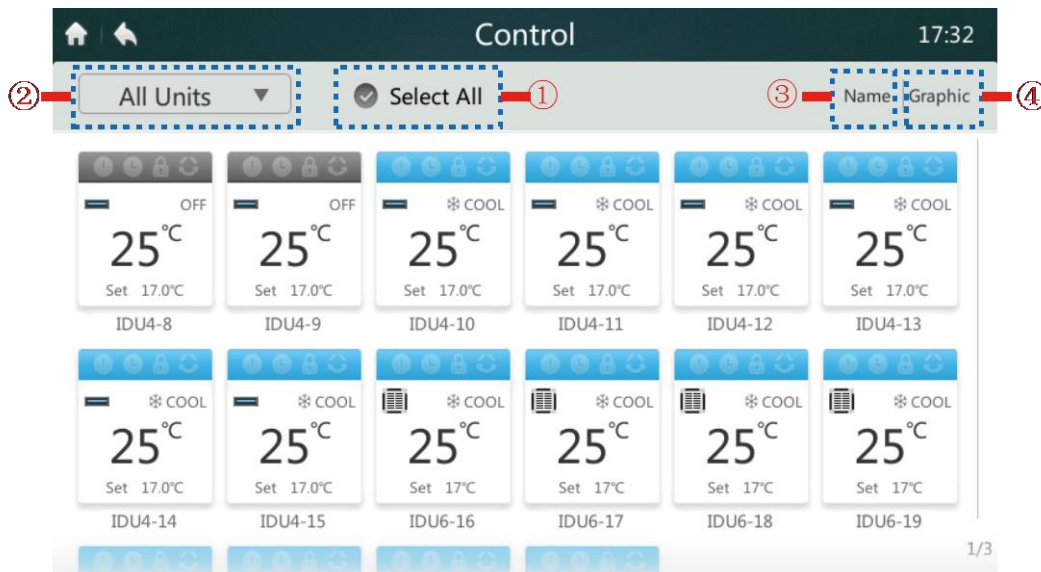 Control 17:32
② All Units ▼ Select All ① ③ Name Graphic ④
OFF OFF COOL COOL COOL COOL
25℃ 25℃ 25℃ 25℃ 25℃ 25℃
Set 17.0℃ Set 17.0℃ Set 17.0℃ Set 17.0℃ Set 17.0℃ Set 17.0℃
IDU4-8 IDU4-9 IDU4-10 IDU4-11 IDU4-12 IDU4-13
COOL COOL COOL COOL COOL COOL
25℃ 25℃ 25℃ 25℃ 25℃ 25℃
Set 17.0℃ Set 17.0℃ Set 17℃ Set 17℃ Set 17℃ Set 17℃
IDU4-14 IDU4-15 IDU6-16 IDU6-17 IDU6-18 IDU6-19
1/3